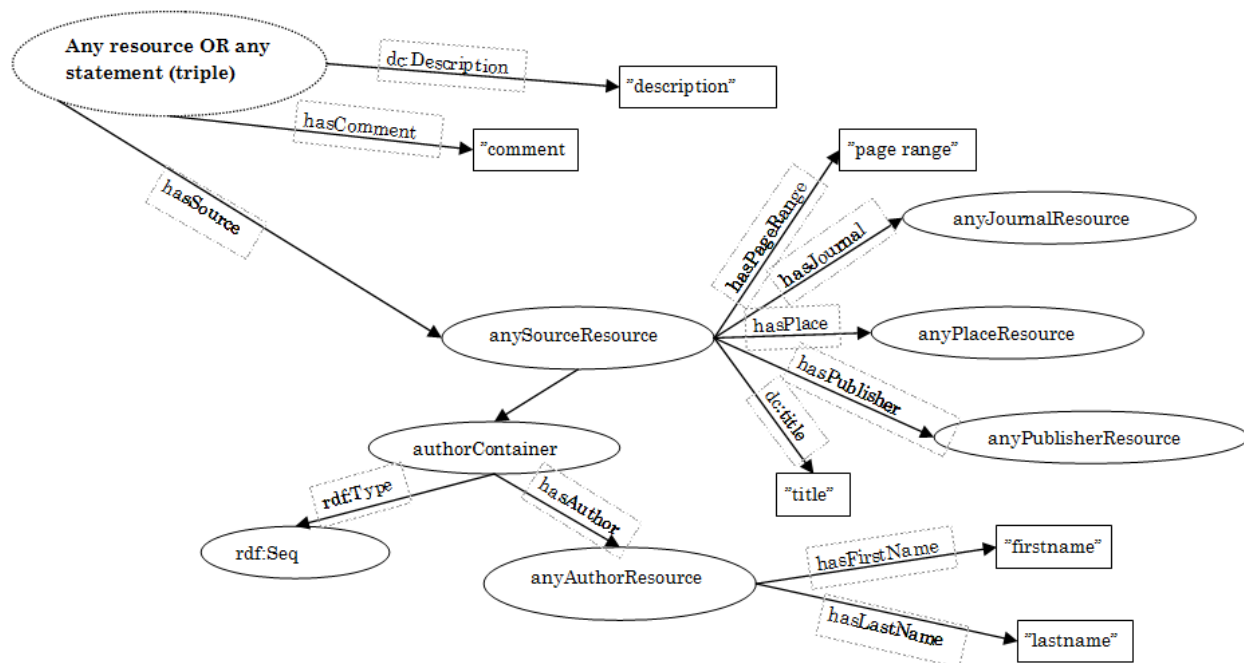 Any resource OR any
statement (triple)
dc:Description
"description"
hasComment
"comment
hasSource
"page range"
hasPageRange
anyJournalResource
hasJournal
hasPlace
anyPlaceResource
anySourceResource
hasPublisher
dc:title
authorContainer
anyPublisherResource
rdf:Type
hasAuthor
"title"
rdf:Seq
anyAuthorResource
hasFirstName
"firstname"
hasLastName
"lastname"